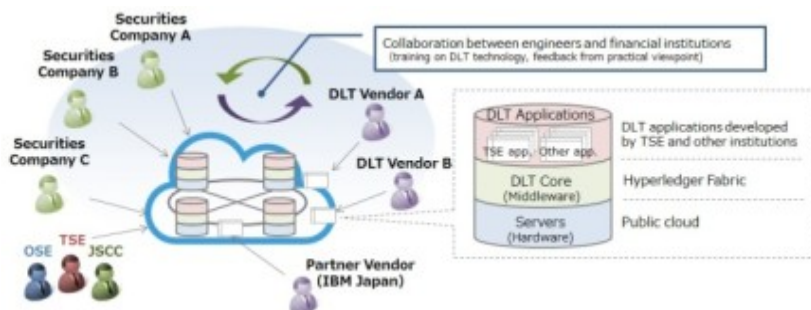 Securities
Company A
Securities
Company B
Securities
Company C
OSE
TSE
JSCC
Collaboration between engineers and financial institutions
(training on DLT technology, feedback from practical viewpoint)
DLT Vendor A
DLT Vendor B
Partner Vendor
(IBM Japan)
DLT Applications
TSE app.
Other app.
DLT Core
(Middleware)
Servers
(Hardware)
DLT applications developed
by TSE and other institutions
Hyperledger Fabric
Public cloud